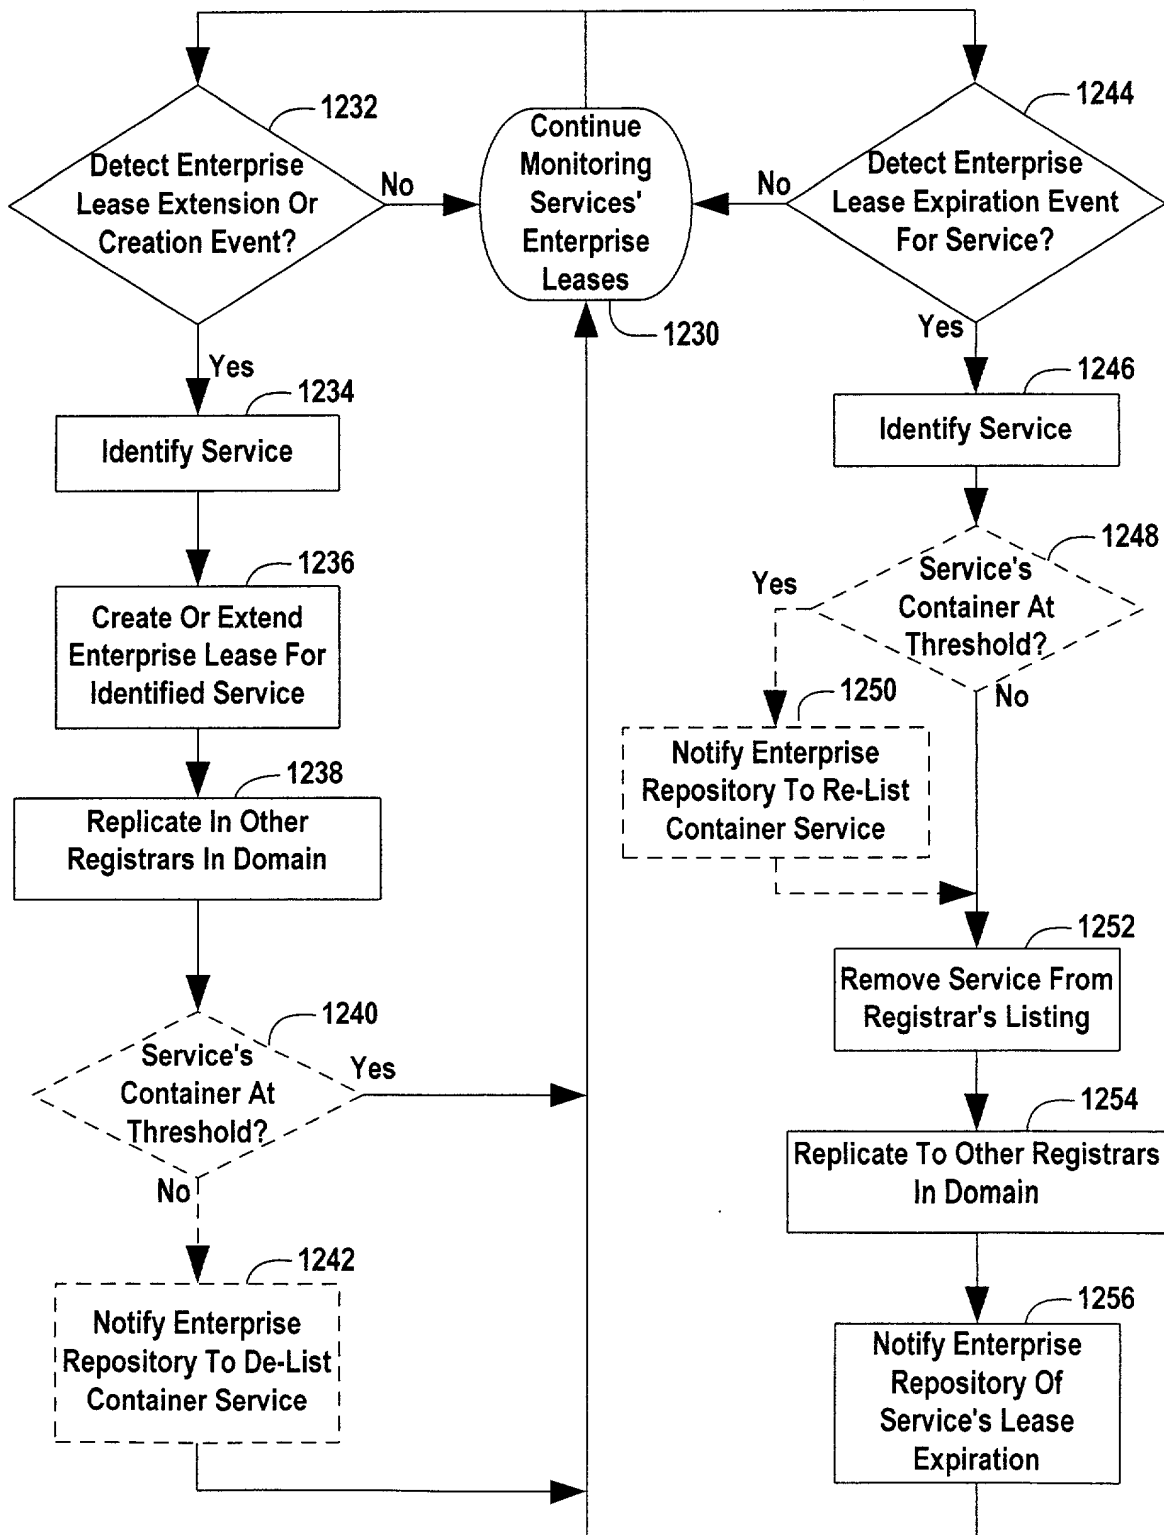 1232
Detect Enterprise
Lease Extension Or
Creation Event?
No
Yes
Continue
Monitoring
Services'
Enterprise
Leases
1230
1244
Detect Enterprise
Lease Expiration Event
For Service?
No
Yes
1234
Identify Service
1236
Create Or Extend
Enterprise Lease For
Identified Service
1238
Replicate In Other
Registrars In Domain
1240
Service's
Container At
Threshold?
Yes
No
1242
Notify Enterprise
Repository To De-List
Container Service
1246
Identify Service
1248
Service's
Container At
Threshold?
Yes
No
1250
Notify Enterprise
Repository To Re-List
Container Service
1252
Remove Service From
Registrar's Listing
1254
Replicate To Other Registrars
In Domain
1256
Notify Enterprise
Repository Of
Service's Lease
Expiration